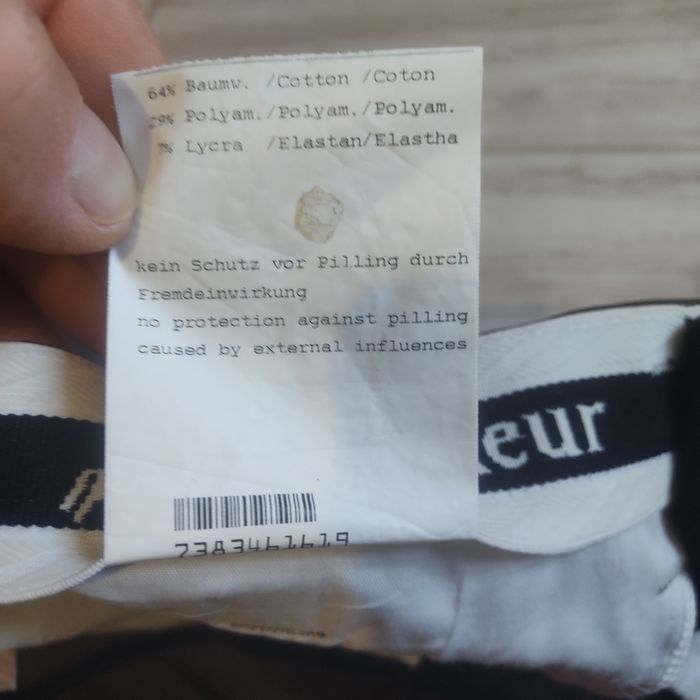 64% Baumw. /Cotton /Coton
29% Polyam./Polyam./Polyam.
7% Lycra /Elastan/Elastha
kein Schutz vor Pilling durch
Fremdeinwirkung
no protection against pilling
caused by external influences
eur
7383461619